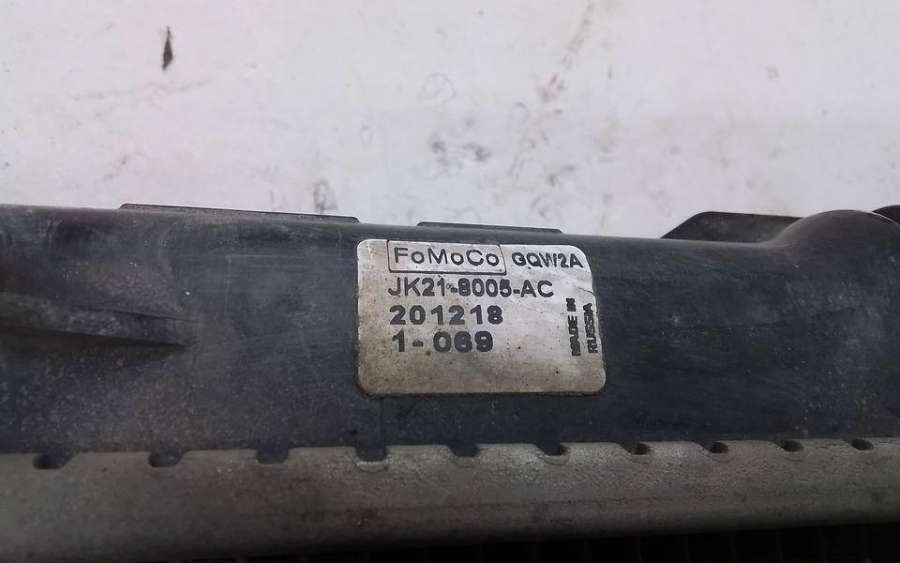 FoMoCo GQW2A
JK21-8005-AC
201218
1-069
MADE IN
RUSSIA